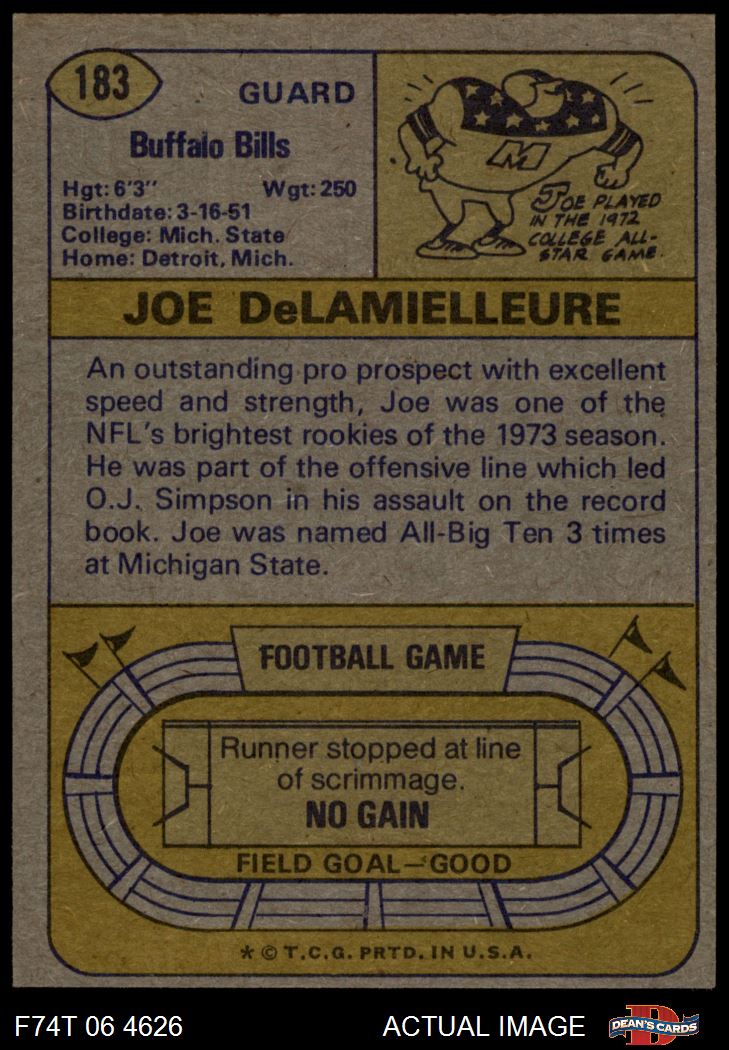 183
GUARD
Buffalo Bills
Hgt: 6'3" Wgt: 250
Birthdate: 3-16-51
College: Mich. State
Home: Detroit, Mich.
M
JOE PLAYED
IN THE 1972
COLLEGE ALL-
STAR GAME.
JOE DeLAMIELLEURE
An outstanding pro prospect with excellent
speed and strength, Joe was one of the
NFL's brightest rookies of the 1973 season.
He was part of the offensive line which led
O.J. Simpson in his assault on the record
book. Joe was named All-Big Ten 3 times
at Michigan State.
FOOTBALL GAME
Runner stopped at line
of scrimmage.
NO GAIN
FIELD GOAL—GOOD
* © T.C.G. PRTD. IN U.S.A.
F74T 06 4626 ACTUAL IMAGE
D
DEAN'S CARDS